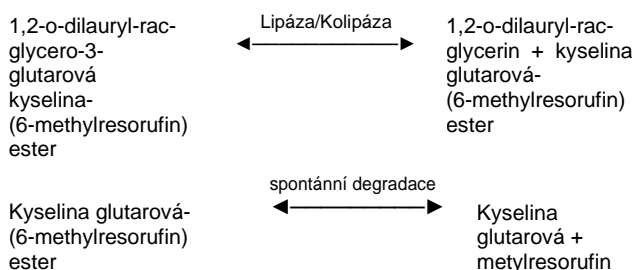 1,2-o-dilauryl-rac-
glycero-3-
glutarová
kyselina-
(6-methylresorufin)
ester
Lipáza/Kolipáza
1,2-o-dilauryl-rac-
glycerin + kyselina
glutarová-
(6-methylresorufin)
ester
Kyselina glutarová-
(6-methylresorufin)
ester
spontánní degradace
Kyselina
glutarová +
metylresorufin